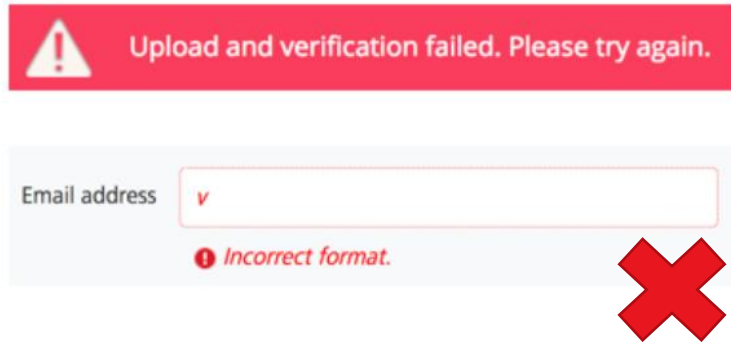 Upload and verification failed. Please try again.
Email address
v
Incorrect format.